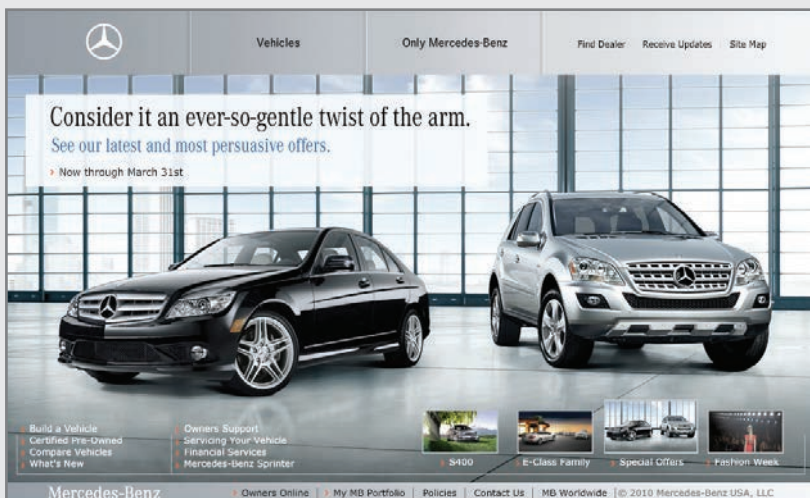 Vehicles
Only Mercedes-Benz
Find Dealer
Receive Updates
Site Map
Consider it an ever-so-gentle twist of the arm.
See our latest and most persuasive offers.
› Now through March 31st
› Build a Vehicle
› Certified Pre-Owned
› Compare Vehicles
› What's New
› Owners Support
› Servicing Your Vehicle
› Financial Services
› Mercedes-Benz Sprinter
› S400
› E-Class Family
› Special Offers
› Fashion Week
Mercedes-Benz
› Owners Online | › My MB Portfolio | Policies | Contact Us | MB Worldwide | © 2010 Mercedes-Benz USA, LLC